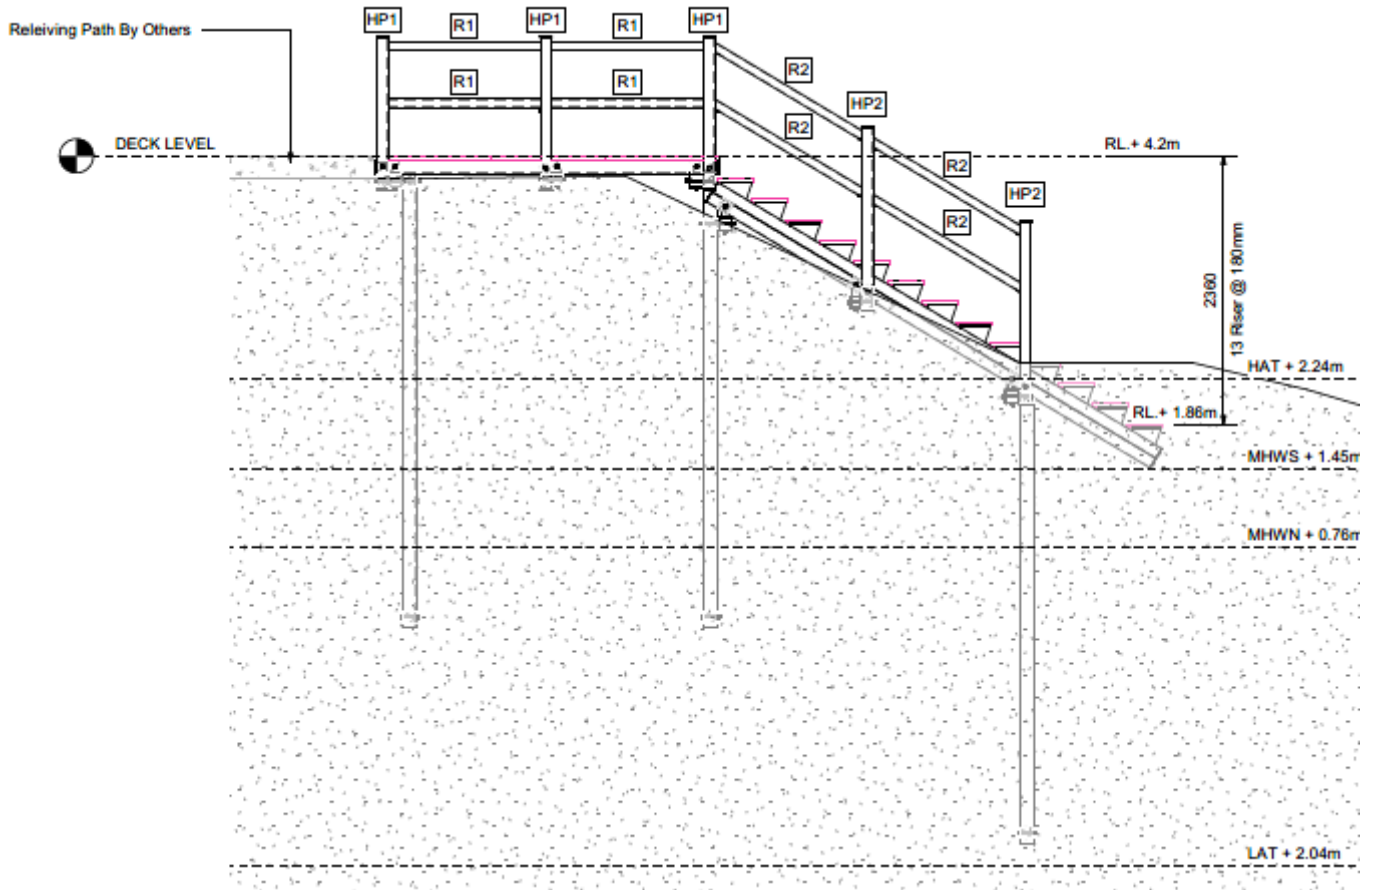 HP1
HP1
HP1
Releiving Path By Others
R1
R1
R2
R1
R1
HP2
R2
DECK LEVEL
RL.+ 4.2m
R2
HP2
R2
2360
13 Riser @ 180mm
HAT + 2.24m
RL.+ 1.86m
MHWS + 1.45m
MHWN + 0.76m
LAT + 2.04m